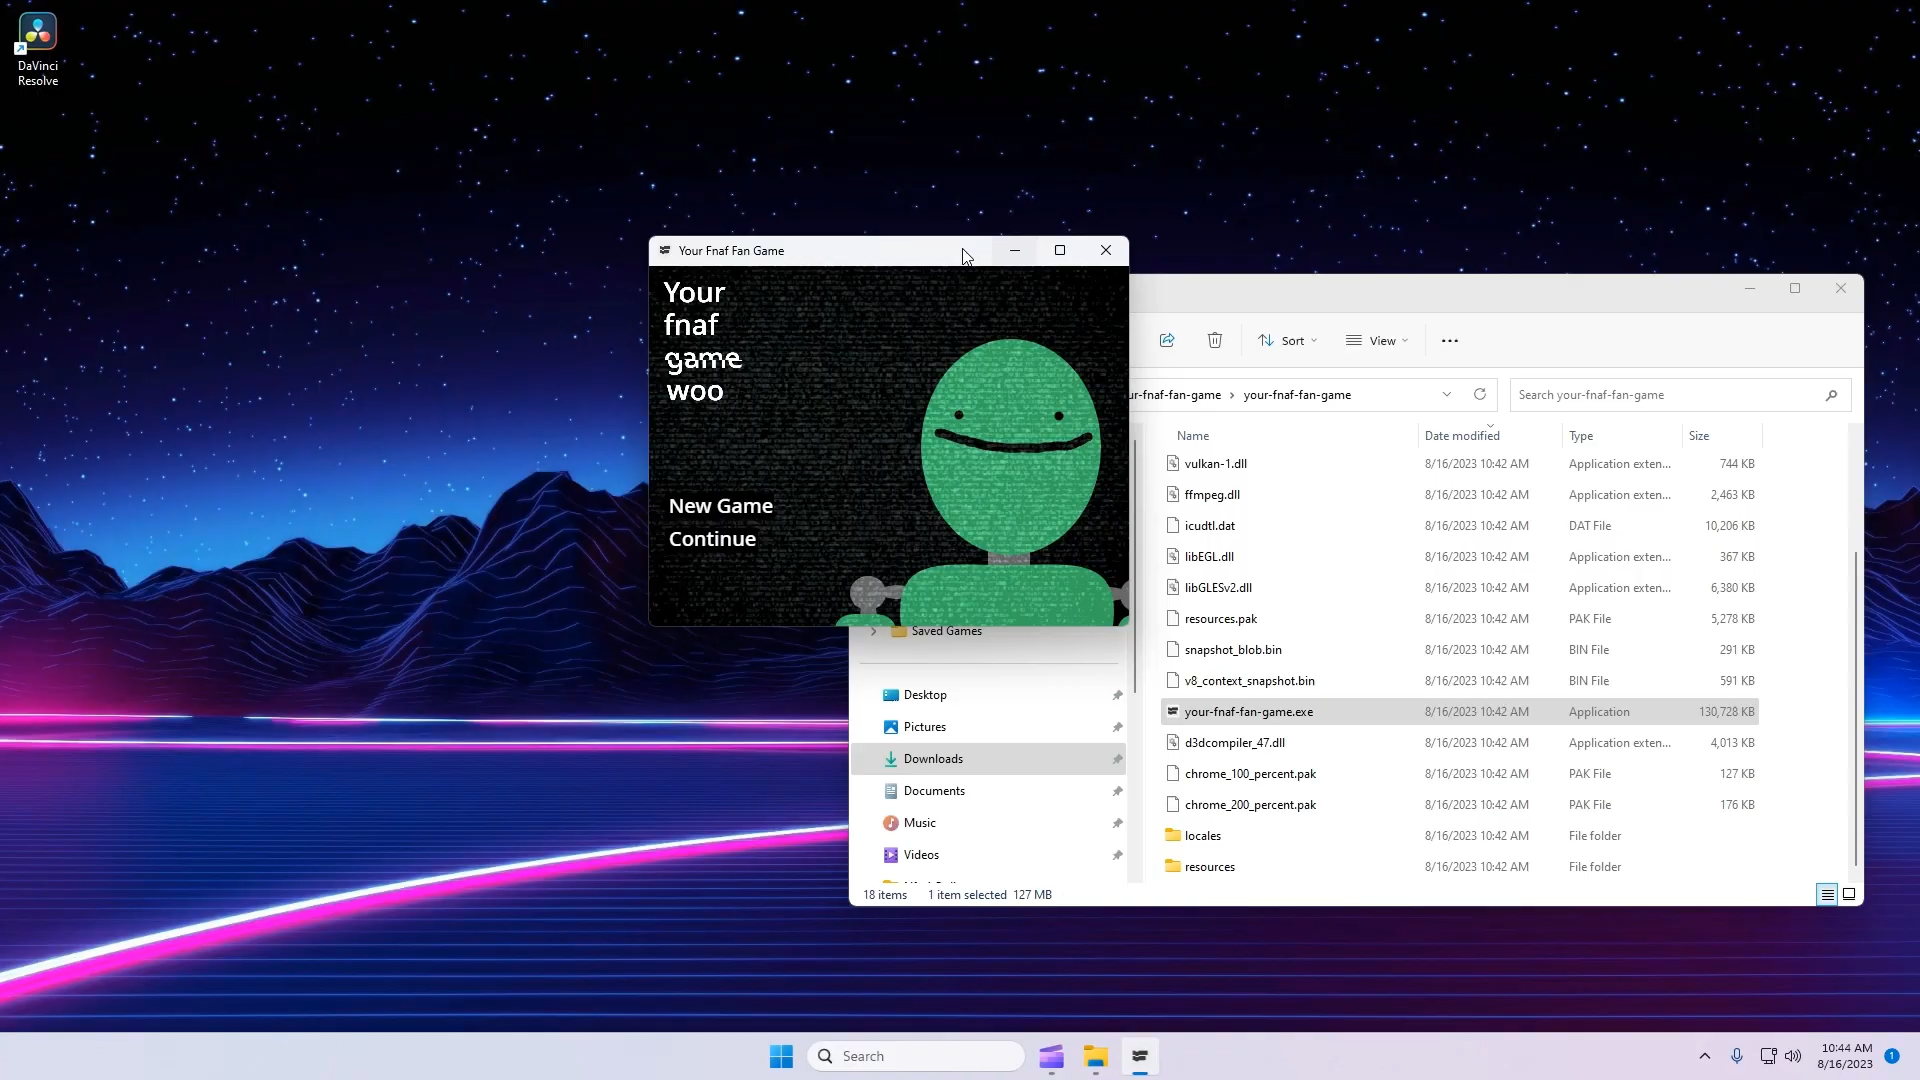 DaVinci
Resolve
Your Fnaf Fan Game
Your
fnaf
game
woo
New Game
Continue
Sort
View
ur-fnaf-fan-game > your-fnaf-fan-game
Search your-fnaf-fan-game
Name Date modified Type Size
vulkan-1.dll 8/16/2023 10:42 AM Application exten... 744 KB
ffmpeg.dll 8/16/2023 10:42 AM Application exten... 2,463 KB
icudtl.dat 8/16/2023 10:42 AM DAT File 10,206 KB
libEGL.dll 8/16/2023 10:42 AM Application exten... 367 KB
libGLESv2.dll 8/16/2023 10:42 AM Application exten... 6,380 KB
resources.pak 8/16/2023 10:42 AM PAK File 5,278 KB
snapshot_blob.bin 8/16/2023 10:42 AM BIN File 291 KB
v8_context_snapshot.bin 8/16/2023 10:42 AM BIN File 591 KB
your-fnaf-fan-game.exe 8/16/2023 10:42 AM Application 130,728 KB
d3dcompiler_47.dll 8/16/2023 10:42 AM Application exten... 4,013 KB
chrome_100_percent.pak 8/16/2023 10:42 AM PAK File 127 KB
chrome_200_percent.pak 8/16/2023 10:42 AM PAK File 176 KB
locales 8/16/2023 10:42 AM File folder
resources 8/16/2023 10:42 AM File folder
Saved Games
Desktop
Pictures
Downloads
Documents
Music
Videos
18 items 1 item selected 127 MB
Search
10:44 AM
8/16/2023
1